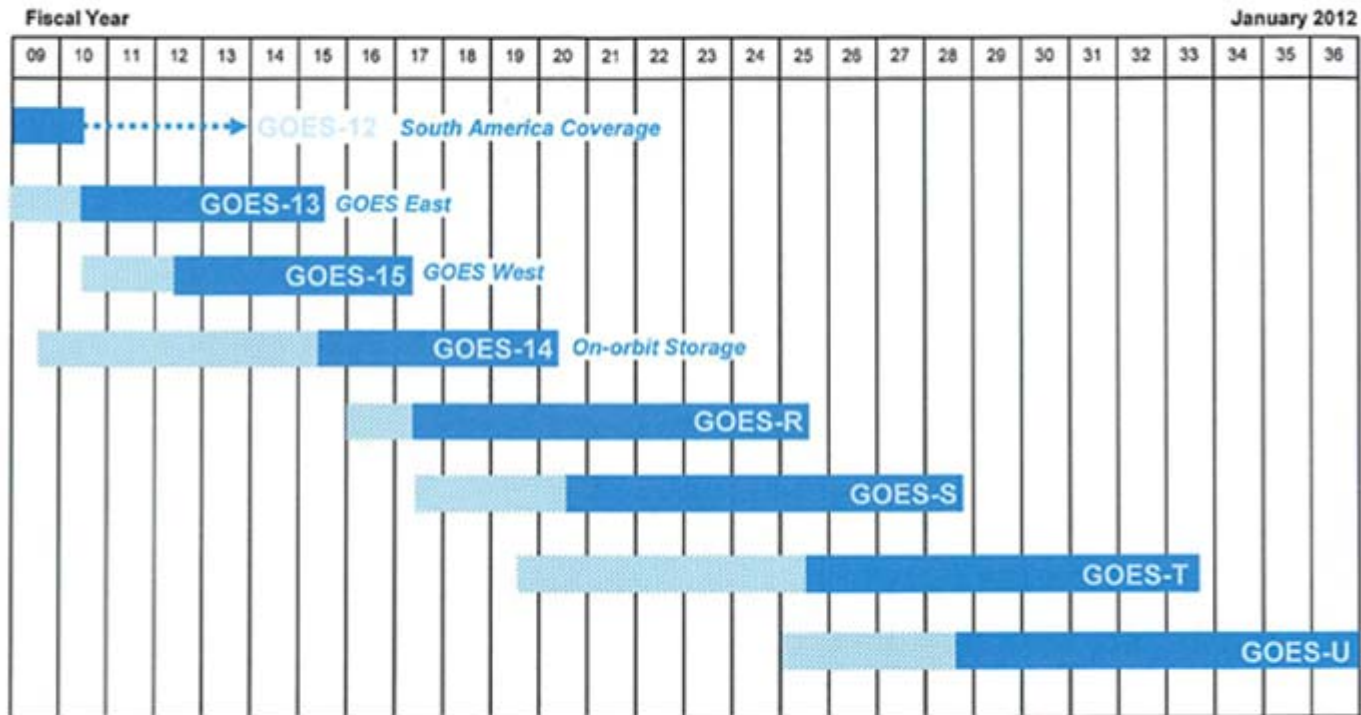 Fiscal Year January 2012
09 10 11 12 13 14 15 16 17 18 19 20 21 22 23 24 25 26 27 28 29 30 31 32 33 34 35 36
GOES-12 South America Coverage
GOES-13 GOES East
GOES-15 GOES West
GOES-14 On-orbit Storage
GOES-R
GOES-S
GOES-T
GOES-U